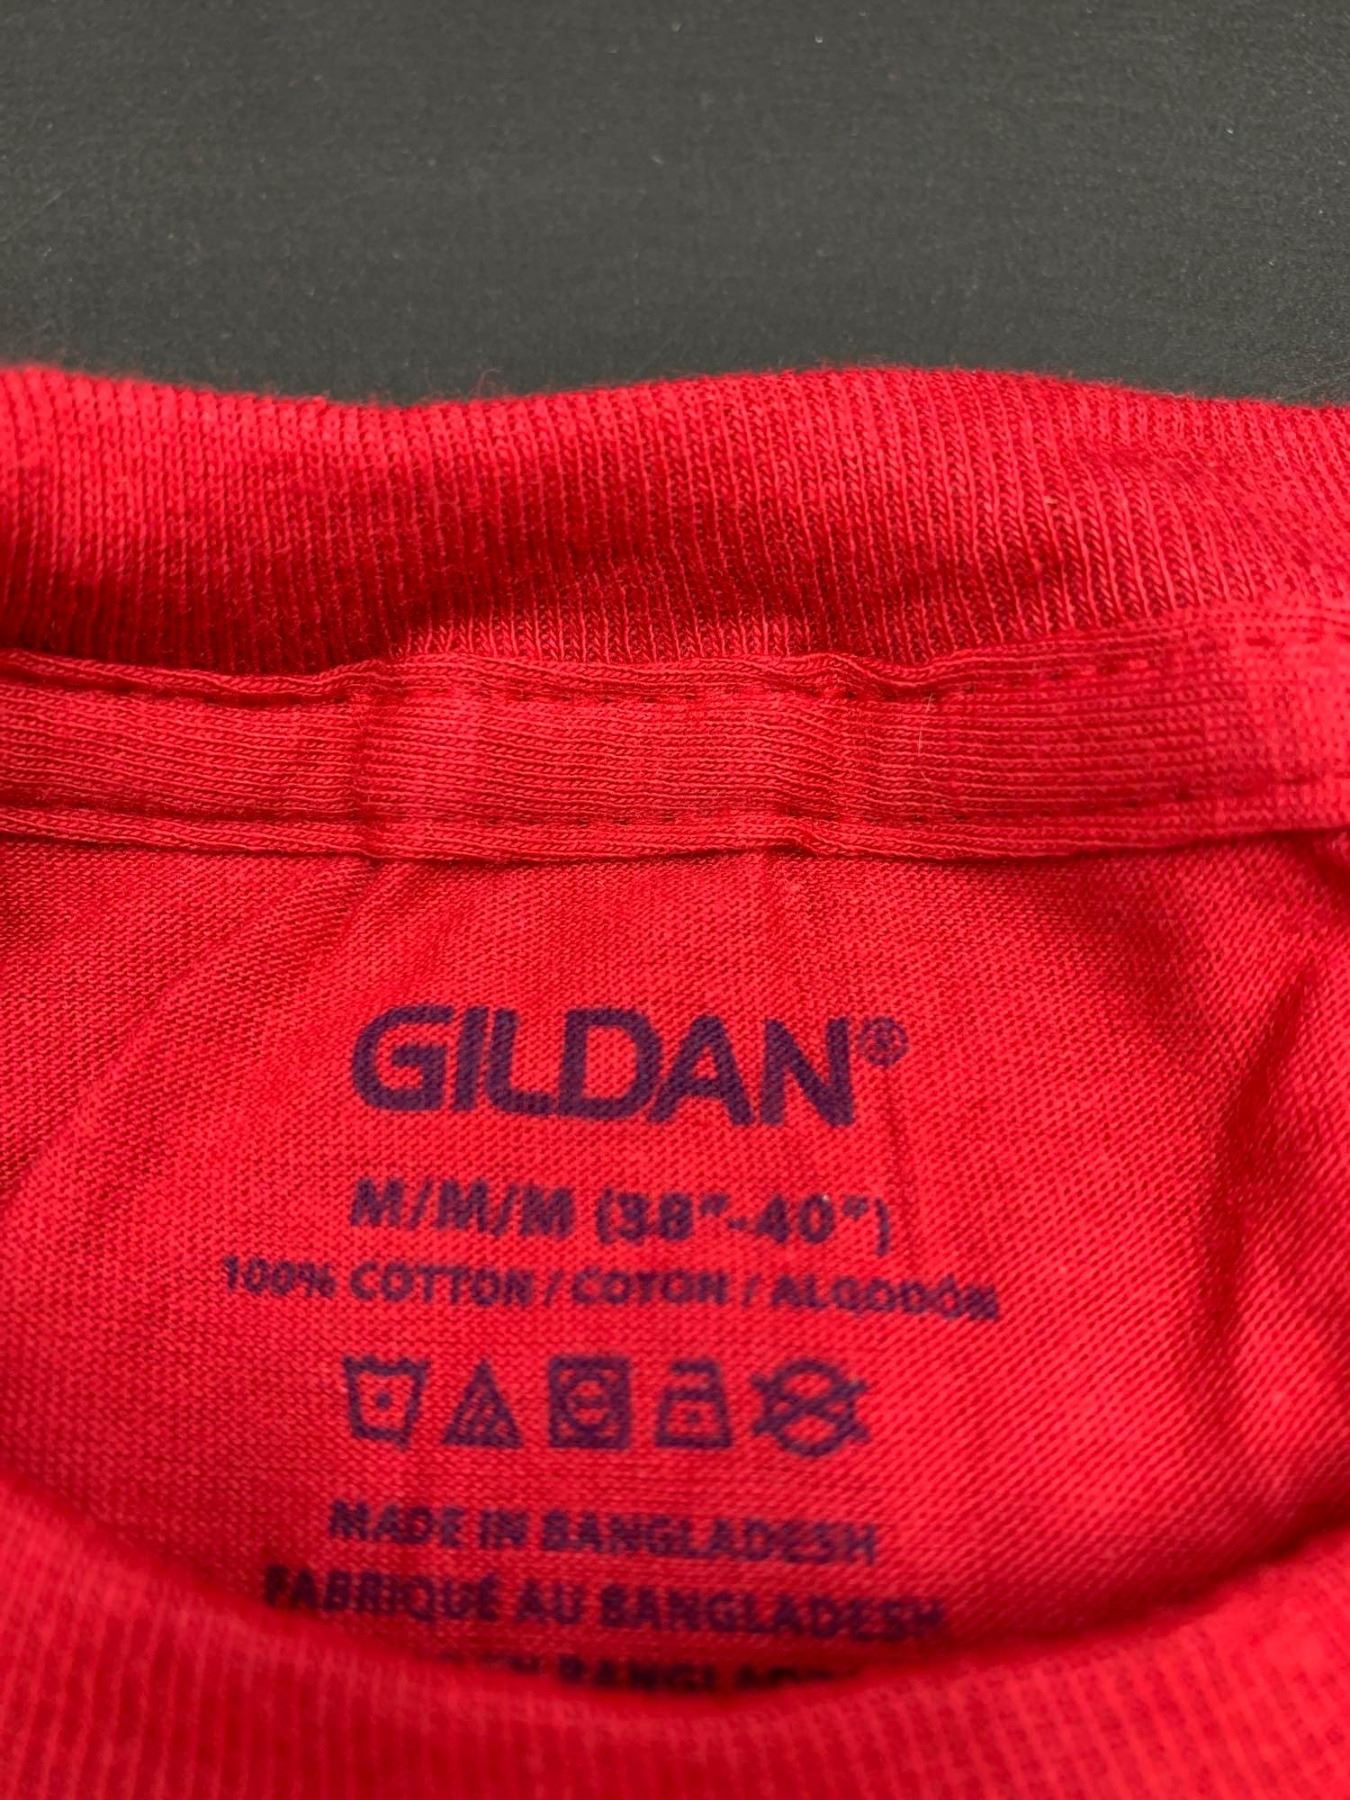 GILDAN®
M/M/M (38"-40")
100% COTTON / COTON / ALGODÓN
MADE IN BANGLADESH
FABRIQUÉ AU BANGLADESH